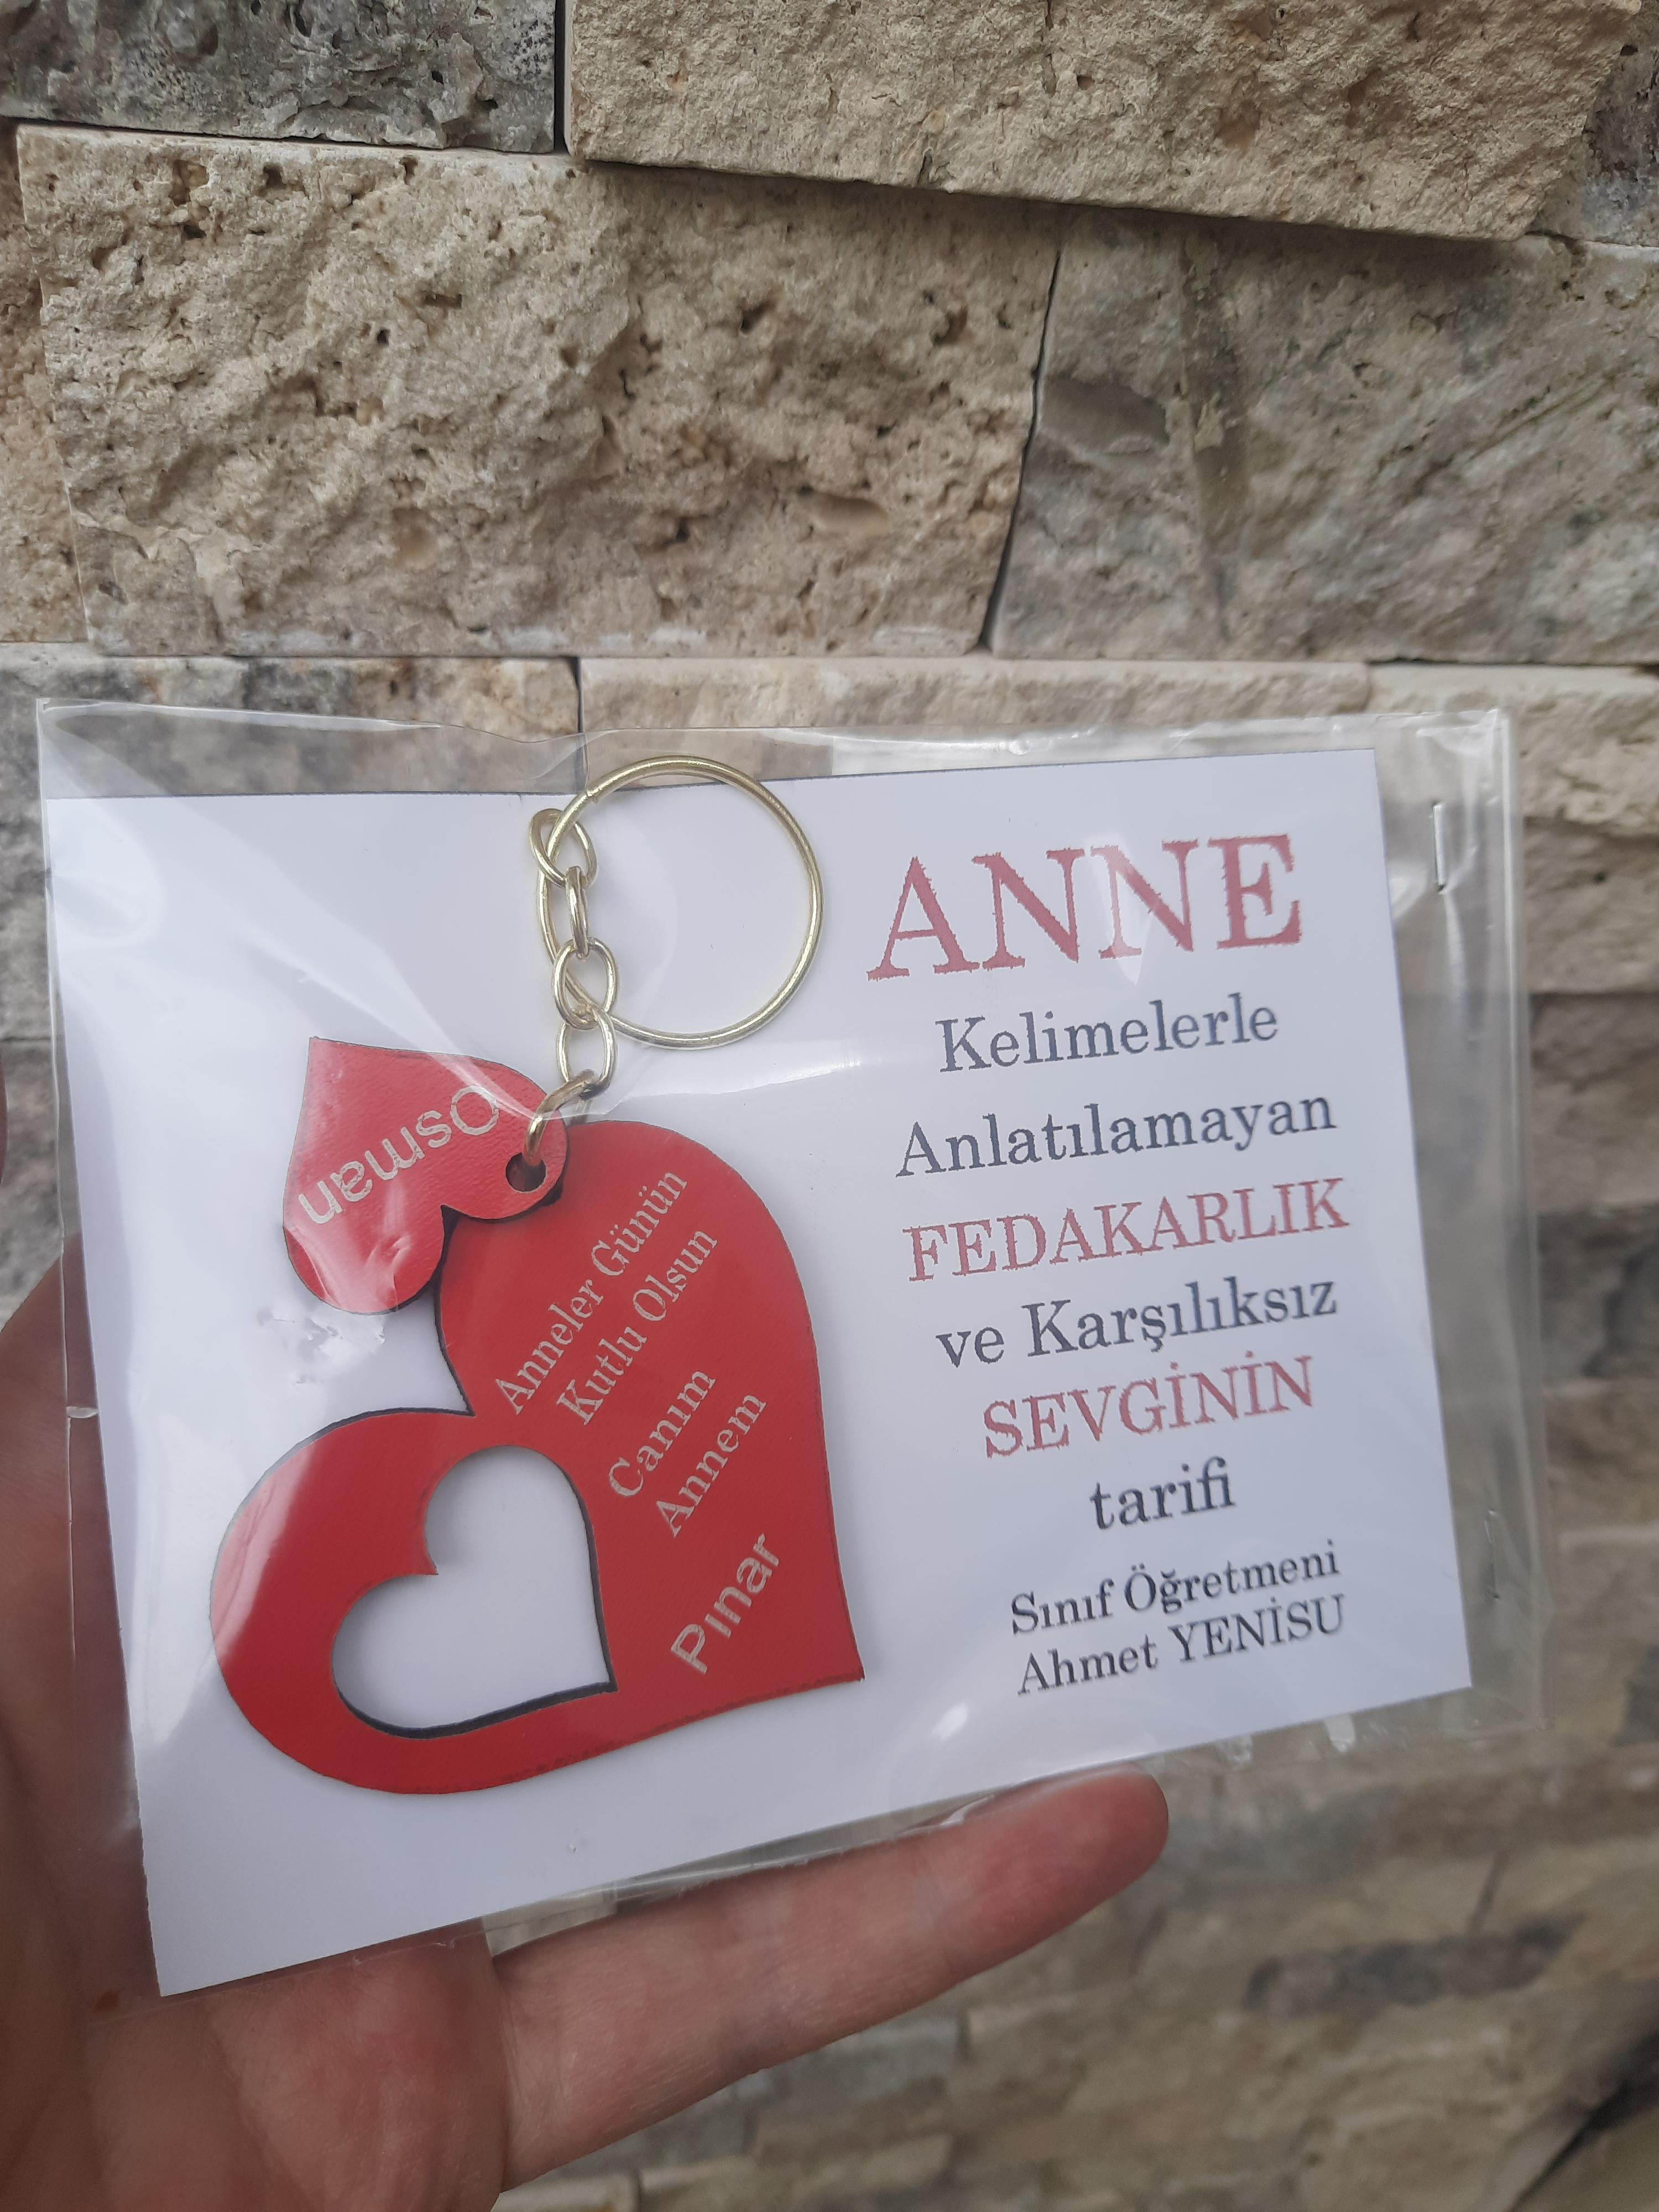 ANNE
Kelimelerle
Anlatılamayan
FEDAKARLIK
ve Karşılıksız
SEVGİNİN
tarifi
Sınıf Öğretmeni
Ahmet YENİSU
Osman
Anneler Günün
Kutlu Olsun
Canım
Annem
Pınar